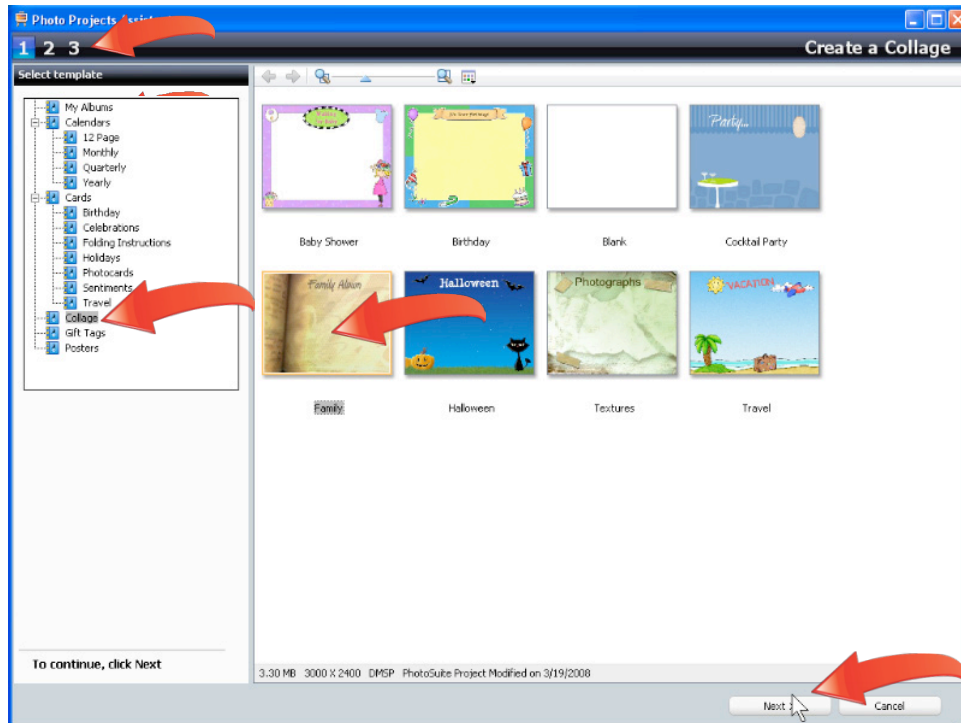 Photo Projects Assist
1 2 3
Create a Collage
Select template
My Albums
Calendars
12 Page
Monthly
Quarterly
Yearly
Cards
Birthday
Celebrations
Folding Instructions
Holidays
Photocards
Sentiments
Travel
Collage
Gift Tags
Posters
Party...
Baby Shower
Birthday
Blank
Cocktail Party
Family Album
Halloween
Photographs
VACATION
Family
Halloween
Textures
Travel
To continue, click Next
3.30 MB 3000 X 2400 DMSP PhotoSuite Project Modified on 3/19/2008
Next >
Cancel